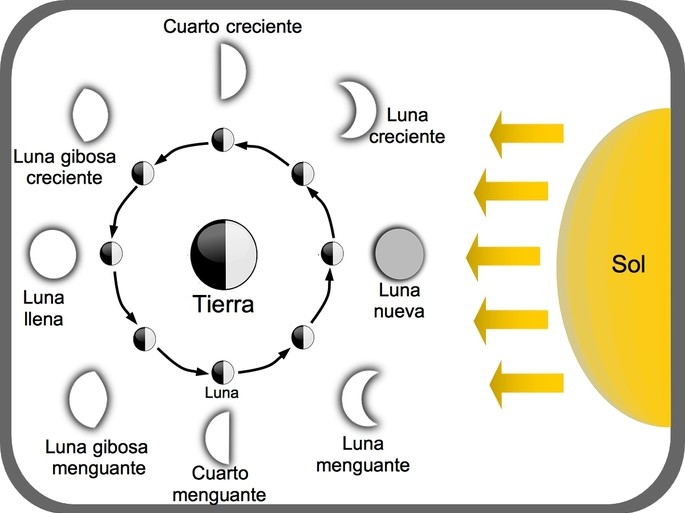 Cuarto creciente
Luna
creciente
Luna gibosa
creciente
Sol
Luna
llena
Tierra
Luna
nueva
Luna
Luna gibosa
menguante
Cuarto
menguante
Luna
menguante